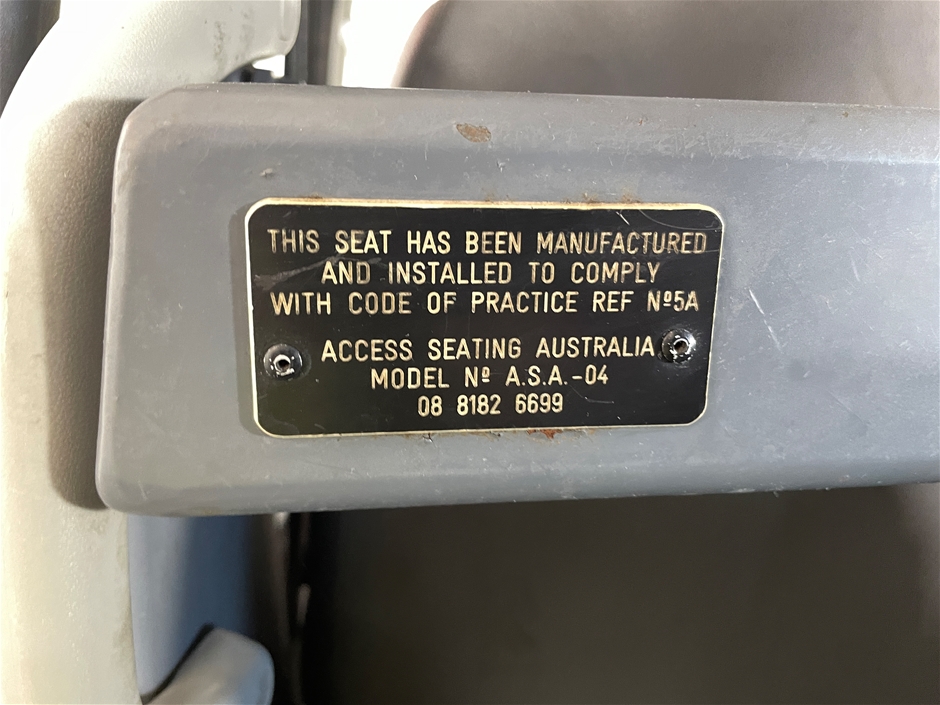 THIS SEAT HAS BEEN MANUFACTURED
AND INSTALLED TO COMPLY
WITH CODE OF PRACTICE REF Nº5A
ACCESS SEATING AUSTRALIA
MODEL Nº A.S.A.-04
08 8182 6699